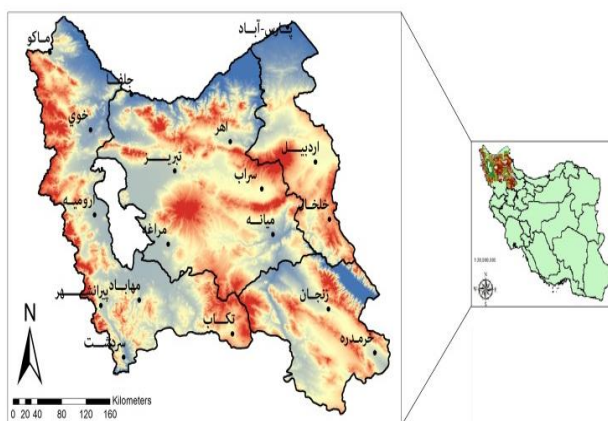 پارس-آباد
ماکو
جلفا
خوي
اهر
اردبیل
تبریز
سراب
خلخال
ارومیه
میانه
مراغه
مهاباد
پیرانشهر
زنجان
تکاب
خرمدره
سردشت
N
Kilometers
0 20 40 80 120 160
N
S